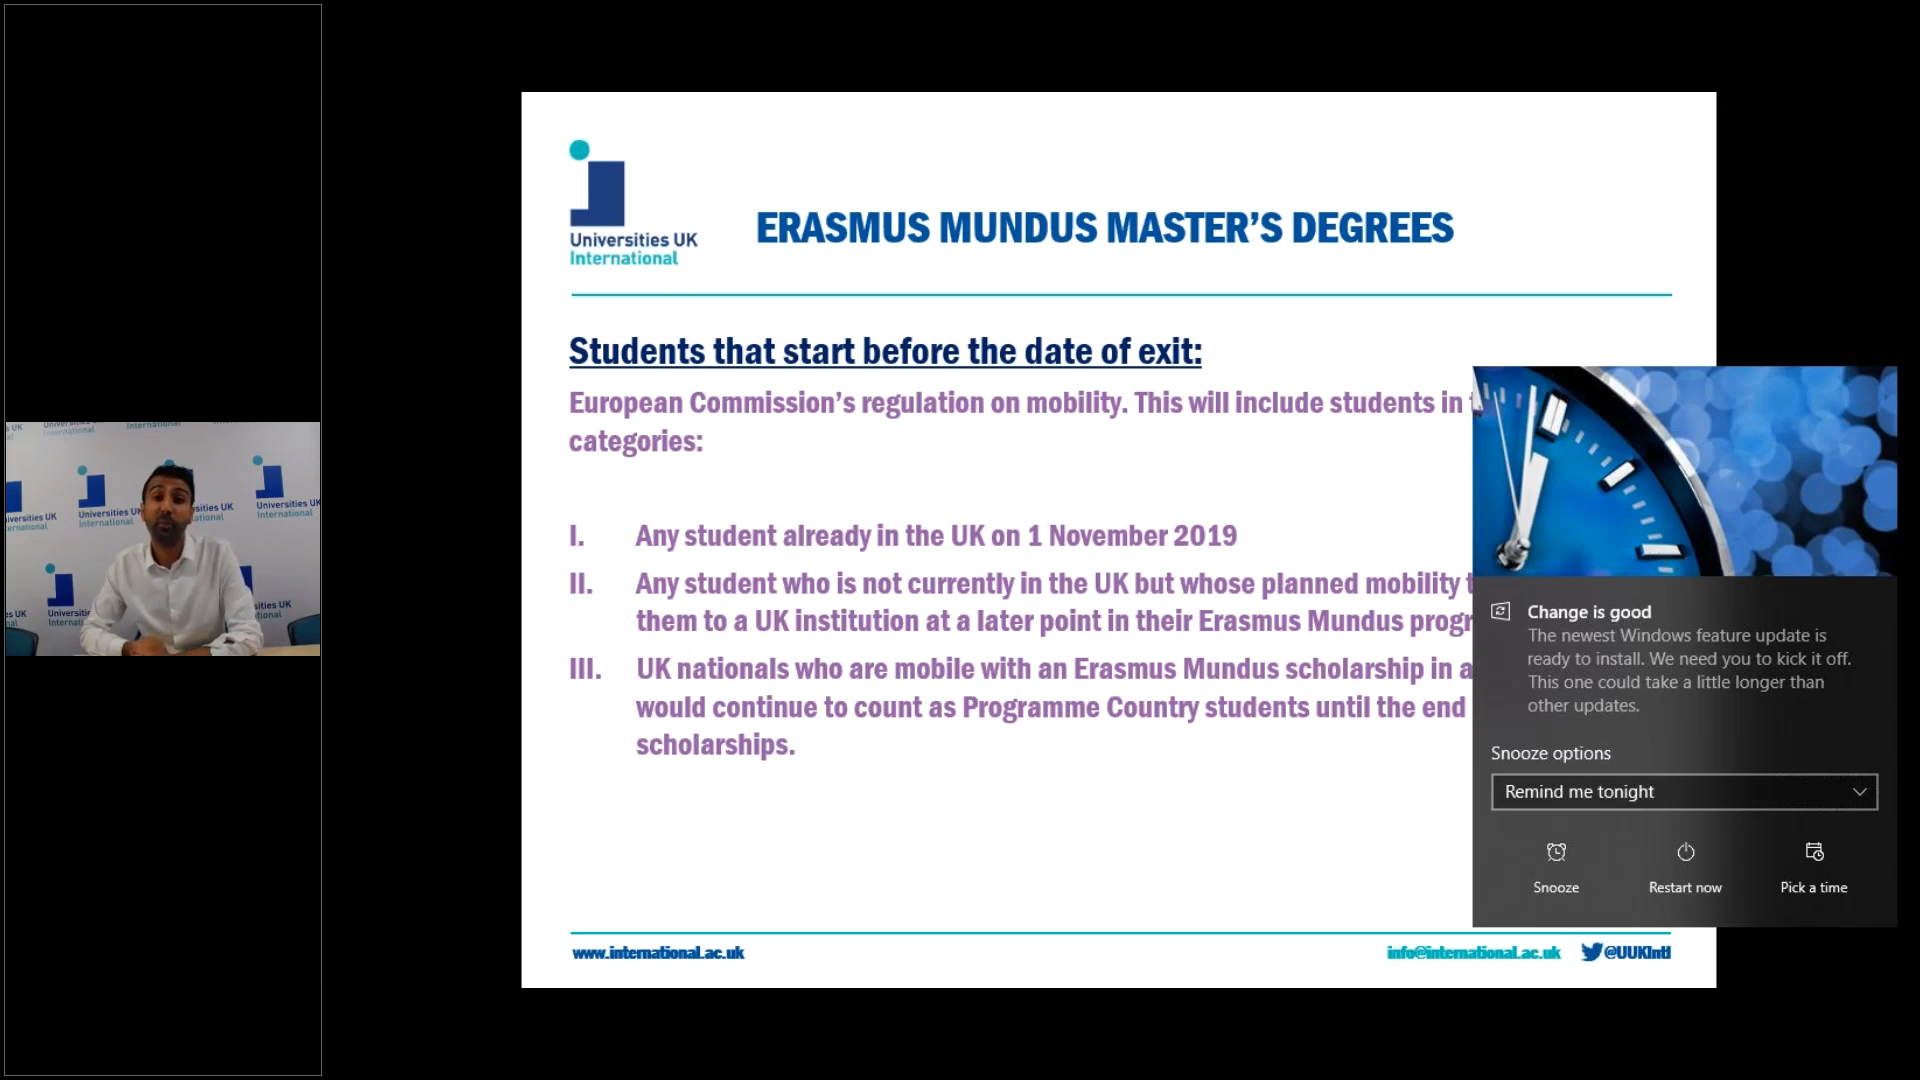 Universities UK
International
ERASMUS MUNDUS MASTER'S DEGREES
Students that start before the date of exit:
European Commission's regulation on mobility. This will include students in
categories:
I. Any student already in the UK on 1 November 2019
II. Any student who is not currently in the UK but whose planned mobility
them to a UK institution at a later point in their Erasmus Mundus
III. UK nationals who are mobile with an Erasmus Mundus scholarship in
would continue to count as Programme Country students until the end
scholarships.
www.international.ac.uk
info@international.ac.uk
@UUKIntl
Change is good
The newest Windows feature update is
ready to install. We need you to kick it off.
This one could take a little longer than
other updates.
Snooze options
Remind me tonight
Snooze
Restart now
Pick a time
Universities UK
International